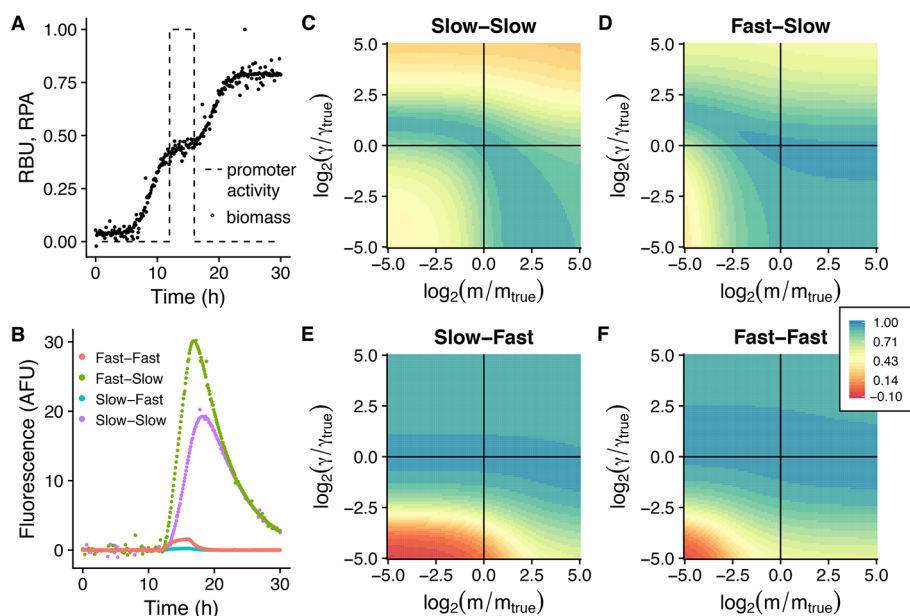 A
1.00
0.75
0.50
0.25
0.00
RBU, RPA
promoter
activity
biomass
0 10 20 30
Time (h)
B
30
20
10
0
Fluorescence (AFU)
Fast–Fast
Fast–Slow
Slow–Fast
Slow–Slow
0 10 20 30
Time (h)
C
Slow–Slow
5.0
2.5
0.0
−2.5
−5.0
log₂(γ/γtrue)
−5.0 −2.5 0.0 2.5 5.0
log₂(m/mtrue)
D
Fast–Slow
5.0
2.5
0.0
−2.5
−5.0
log₂(γ/γtrue)
−5.0 −2.5 0.0 2.5 5.0
log₂(m/mtrue)
E
Slow–Fast
5.0
2.5
0.0
−2.5
−5.0
log₂(γ/γtrue)
−5.0 −2.5 0.0 2.5 5.0
log₂(m/mtrue)
F
Fast–Fast
5.0
2.5
0.0
−2.5
−5.0
log₂(γ/γtrue)
−5.0 −2.5 0.0 2.5 5.0
log₂(m/mtrue)
1.00
0.71
0.43
0.14
−0.10